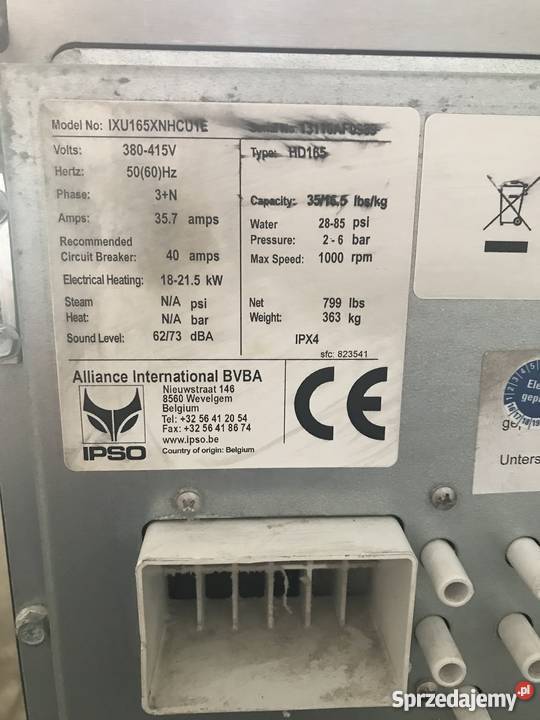 Model No: IXU165XNHCU1E
Volts: 380-415V
Hertz: 50(60)Hz
Phase: 3+N
Amps: 35.7 amps
Recommended
Circuit Breaker: 40 amps
Electrical Heating: 18-21.5 kW
Steam N/A psi
Heat: N/A bar
Sound Level: 62/73 dBA
Type: HD165
Capacity: 35/16,5 lbs/kg
Water 28-85 psi
Pressure: 2 - 6 bar
Max Speed: 1000 rpm
Net 799 lbs
Weight: 363 kg
IPX4
sfc: 823541
Alliance International BVBA
Nieuwstraat 146
8560 Wevelgem
Belgium
Tel: +32 56 41 20 54
Fax: +32 56 41 86 74
www.ipso.be
Country of origin: Belgium
IPSO
CE
Ele
gep
Unters
Sprzedajemy.pl